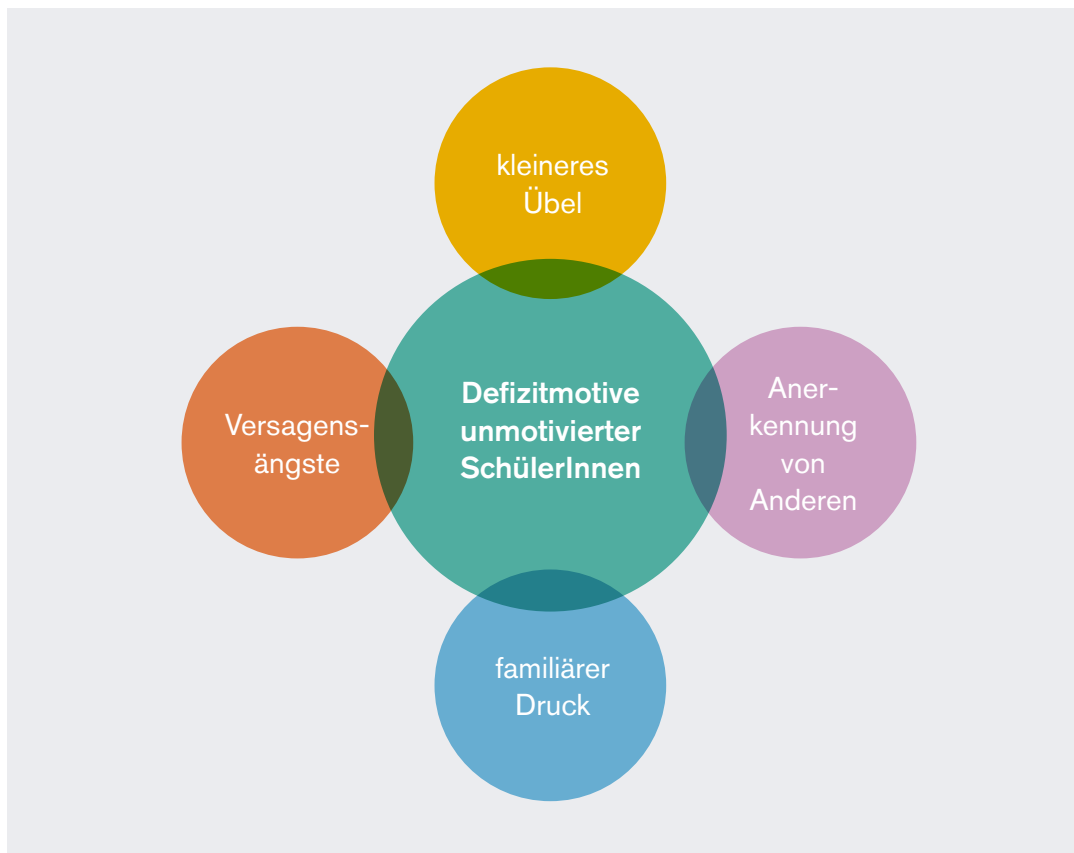 kleineres
Übel
Versagens-
ängste
Defizitmotive
unmotivierter
SchülerInnen
Aner-
kennung
von
Anderen
familiärer
Druck